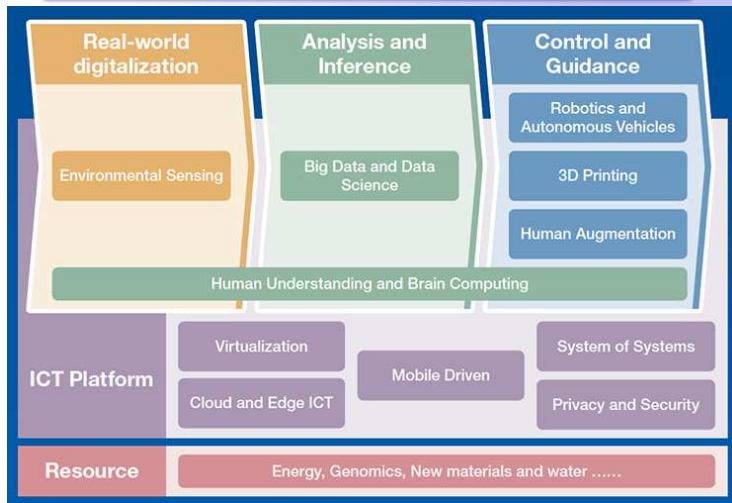 Real-world
digitalization
Analysis and
Inference
Control and
Guidance
Environmental Sensing
Big Data and Data
Science
Robotics and
Autonomous Vehicles
3D Printing
Human Augmentation
Human Understanding and Brain Computing
ICT Platform
Virtualization
Cloud and Edge ICT
Mobile Driven
System of Systems
Privacy and Security
Resource
Energy, Genomics, New materials and water ......